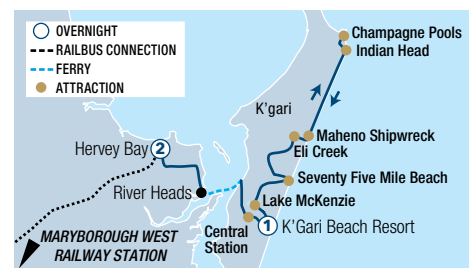 OVERNIGHT
RAILBUS CONNECTION
FERRY
ATTRACTION
Champagne Pools
Indian Head
K'gari
Maheno Shipwreck
Eli Creek
Hervey Bay 2
Seventy Five Mile Beach
River Heads
Lake McKenzie
Central
Station
1 K'Gari Beach Resort
MARYBOROUGH WEST
RAILWAY STATION